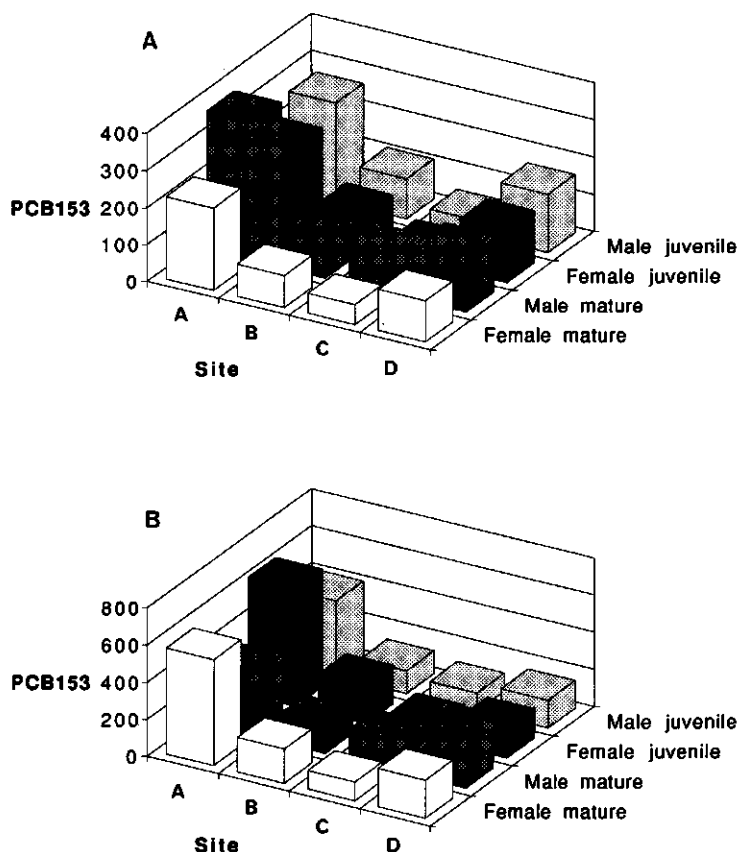 A
400
300
PCB153 200
100
0
A
B
C
D
Site
Male juvenile
Female juvenile
Male mature
Female mature
B
800
600
PCB153 400
200
0
A
B
C
D
Site
Male juvenile
Female juvenile
Male mature
Female mature